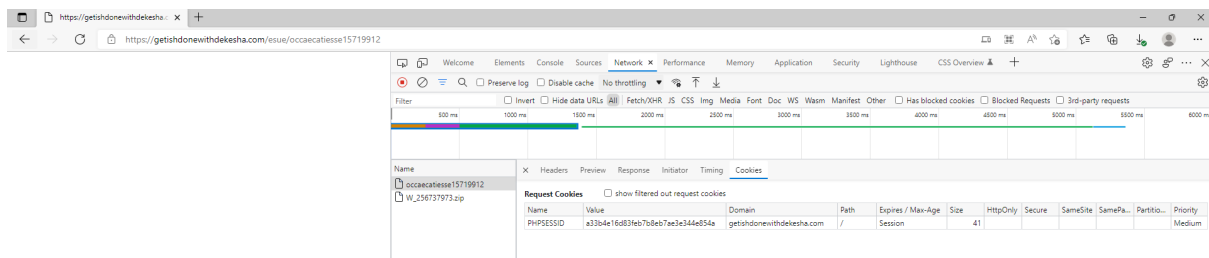 https://getishdonewithdekesha.c
https://getishdonewithdekesha.com/esue/occaecatiesse15719912
Welcome Elements Console Sources Network Performance Memory Application Security Lighthouse CSS Overview
Preserve log Disable cache No throttling
Filter Invert Hide data URLs All Fetch/XHR JS CSS Img Media Font Doc WS Wasm Manifest Other Has blocked cookies Blocked Requests 3rd-party requests
500 ms 1000 ms 1500 ms 2000 ms 2500 ms 3000 ms 3500 ms 4000 ms 4500 ms 5000 ms 5500 ms 6000 m
Name Headers Preview Response Initiator Timing Cookies
occaecatiesse15719912
W_256737973.zip
Request Cookies show filtered out request cookies
Name Value Domain Path Expires / Max-Age Size HttpOnly Secure SameSite SamePa... Partitio... Priority
PHPSESSID a33b4e16d83feb7b8eb7ae3e344e854a getishdonewithdekesha.com / Session 41 Medium